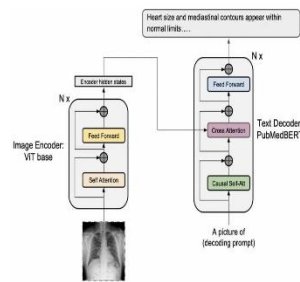 Heart size and mediastinal contours appear within
normal limits.....
N x
Feed Forward
Encoder hidden states
N x
Cross Attention
Text Decoder:
PubMedBERT
Image Encoder:
ViT base
Feed Forward
Self Attention
Causal Self-Att
A picture of
(decoding prompt)